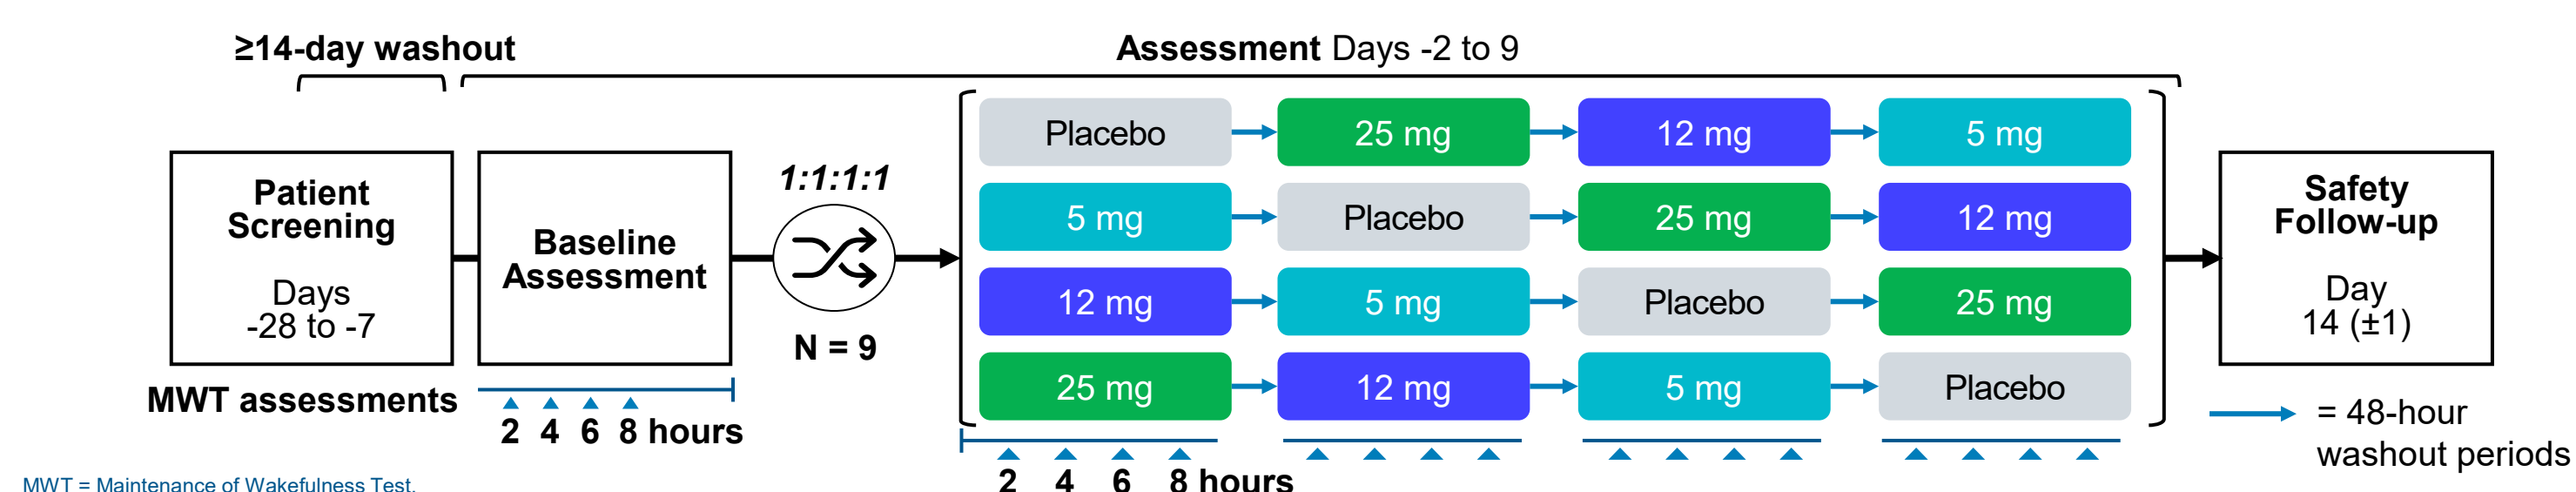 ≥14-day washout
Assessment Days -2 to 9
Patient
Screening
Days
-28 to -7
Baseline
Assessment
1:1:1:1
N = 9
Placebo
25 mg
12 mg
5 mg
5 mg
Placebo
25 mg
12 mg
12 mg
5 mg
Placebo
25 mg
25 mg
12 mg
5 mg
Placebo
Safety
Follow-up
Day
14 (±1)
MWT assessments
2 4 6 8 hours
2 4 6 8 hours
= 48-hour
washout periods
MWT = Maintenance of Wakefulness Test.